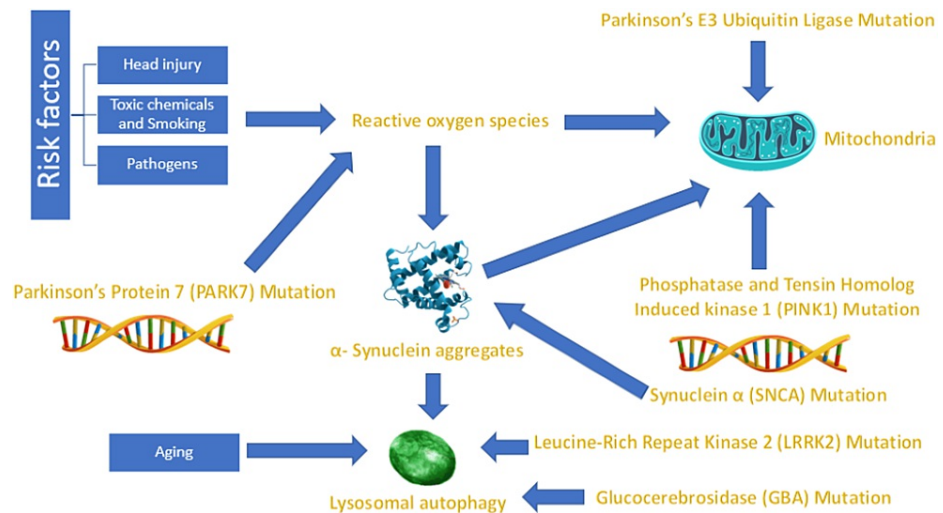 Parkinson's E3 Ubiquitin Ligase Mutation
Risk factors
Head injury
Toxic chemicals
and Smoking
Pathogens
Reactive oxygen species
Mitochondria
Parkinson's Protein 7 (PARK7) Mutation
Phosphatase and Tensin Homolog
Induced kinase 1 (PINK1) Mutation
α- Synuclein aggregates
Synuclein α (SNCA) Mutation
Aging
Leucine-Rich Repeat Kinase 2 (LRRK2) Mutation
Lysosomal autophagy
Glucocerebrosidase (GBA) Mutation